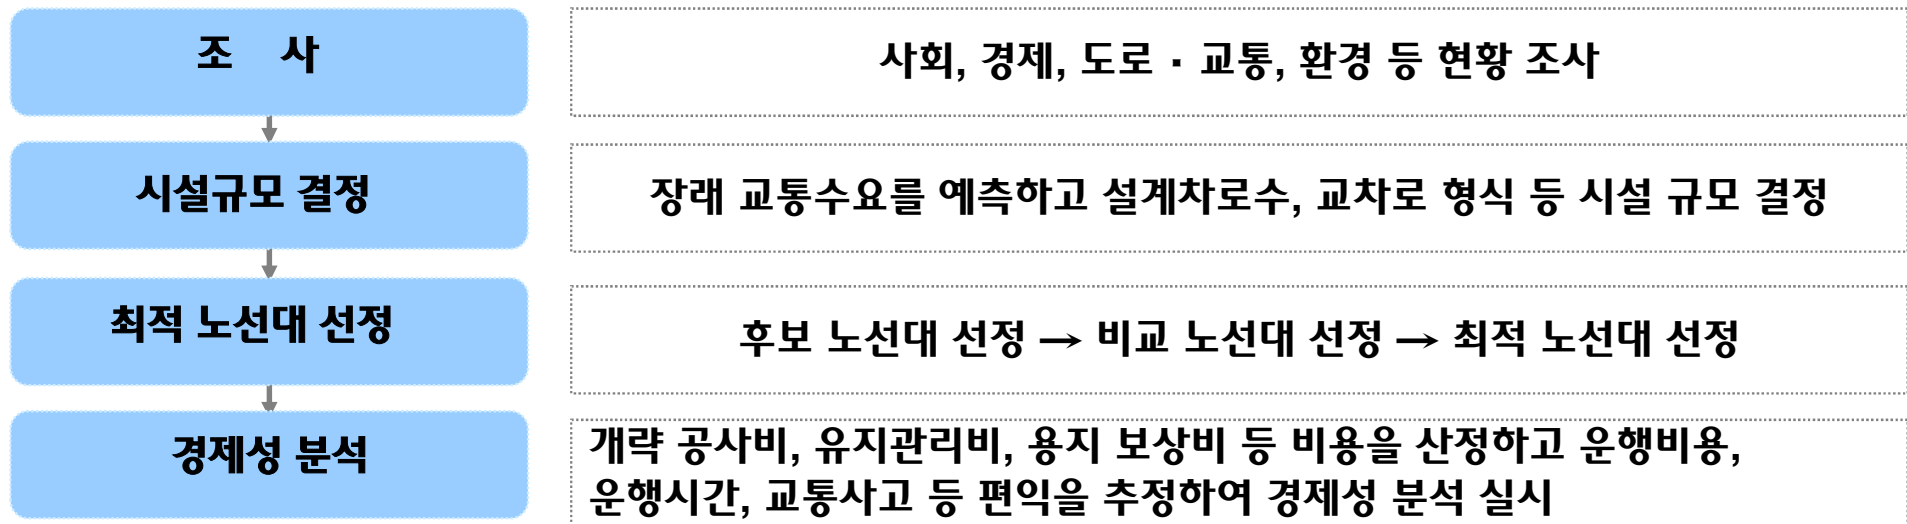 조 사
사회, 경제, 도로 · 교통, 환경 등 현황 조사
시설규모 결정
장래 교통수요를 예측하고 설계차로수, 교차로 형식 등 시설 규모 결정
최적 노선대 선정
후보 노선대 선정 → 비교 노선대 선정 → 최적 노선대 선정
경제성 분석
개략 공사비, 유지관리비, 용지 보상비 등 비용을 산정하고 운행비용,
운행시간, 교통사고 등 편익을 추정하여 경제성 분석 실시